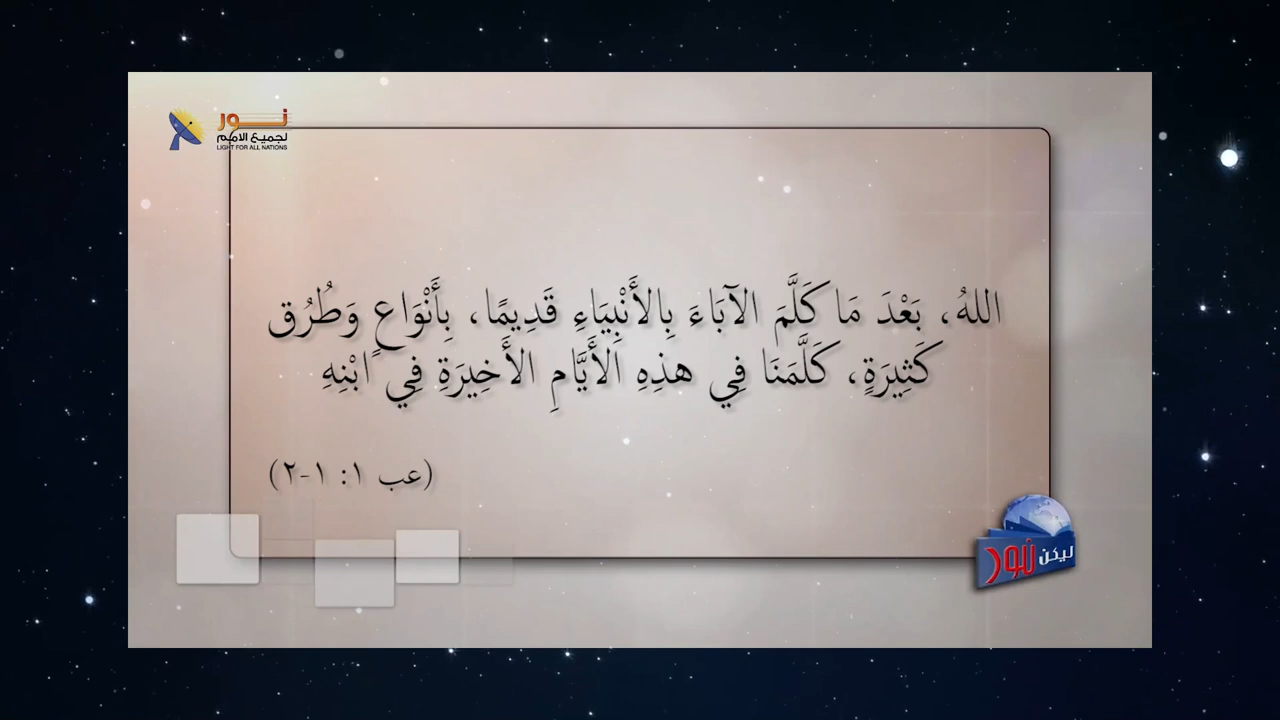 نور
لجميع الامم
LIGHT FOR ALL NATIONS
اللهُ، بَعْدَ مَا كَلَّمَ الآبَاءَ بِالأَنْبِيَاءِ قَدِيمًا، بِأَنْوَاعٍ وَطُرُق
كَثِيرَةٍ، كَلَّمَنَا فِي هذِهِ الأَيَّامِ الأَخِيرَةِ فِي ابْنِهِ
(عب ١: ١-٢)
ليكن نور